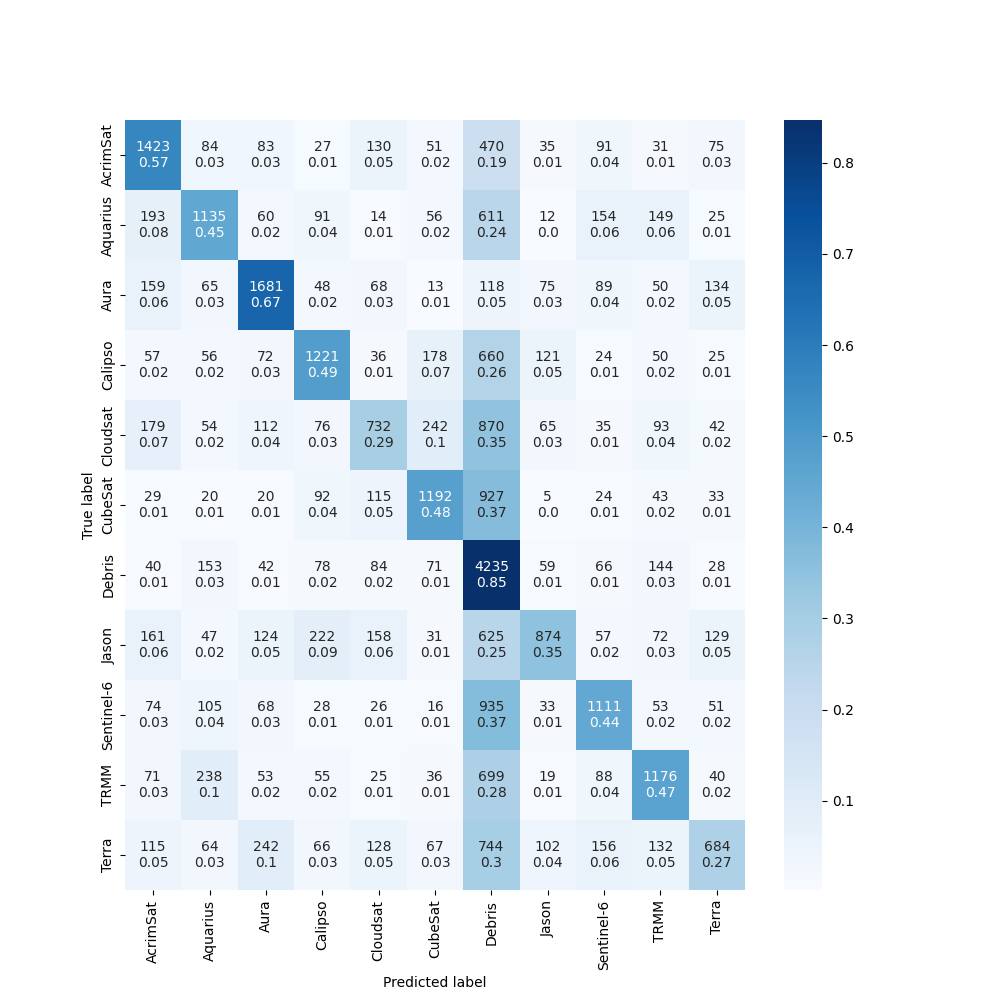 AcrimSat 1423 84 83 27 130 51 470 35 91 31 75
0.57 0.03 0.03 0.01 0.05 0.02 0.19 0.01 0.04 0.01 0.03
Aquarius 193 1135 60 91 14 56 611 12 154 149 25
0.08 0.45 0.02 0.04 0.01 0.02 0.24 0.0 0.06 0.06 0.01
Aura 159 65 1681 48 68 13 118 75 89 50 134
0.06 0.03 0.67 0.02 0.03 0.01 0.05 0.03 0.04 0.02 0.05
Calipso 57 56 72 1221 36 178 660 121 24 50 25
0.02 0.02 0.03 0.49 0.01 0.07 0.26 0.05 0.01 0.02 0.01
Cloudsat 179 54 112 76 732 242 870 65 35 93 42
0.07 0.02 0.04 0.03 0.29 0.1 0.35 0.03 0.01 0.04 0.02
True label
CubeSat 29 20 20 92 115 1192 927 5 24 43 33
0.01 0.01 0.01 0.04 0.05 0.48 0.37 0.0 0.01 0.02 0.01
Debris 40 153 42 78 84 71 4235 59 66 144 28
0.01 0.03 0.01 0.02 0.02 0.01 0.85 0.01 0.01 0.03 0.01
Jason 161 47 124 222 158 31 625 874 57 72 129
0.06 0.02 0.05 0.09 0.06 0.01 0.25 0.35 0.02 0.03 0.05
Sentinel-6 74 105 68 28 26 16 935 33 1111 53 51
0.03 0.04 0.03 0.01 0.01 0.01 0.37 0.01 0.44 0.02 0.02
TRMM 71 238 53 55 25 36 699 19 88 1176 40
0.03 0.1 0.02 0.02 0.01 0.01 0.28 0.01 0.04 0.47 0.02
Terra 115 64 242 66 128 67 744 102 156 132 684
0.05 0.03 0.1 0.03 0.05 0.03 0.3 0.04 0.06 0.05 0.27
AcrimSat Aquarius Aura Calipso Cloudsat CubeSat Debris Jason Sentinel-6 TRMM Terra
Predicted label
0.8
0.7
0.6
0.5
0.4
0.3
0.2
0.1